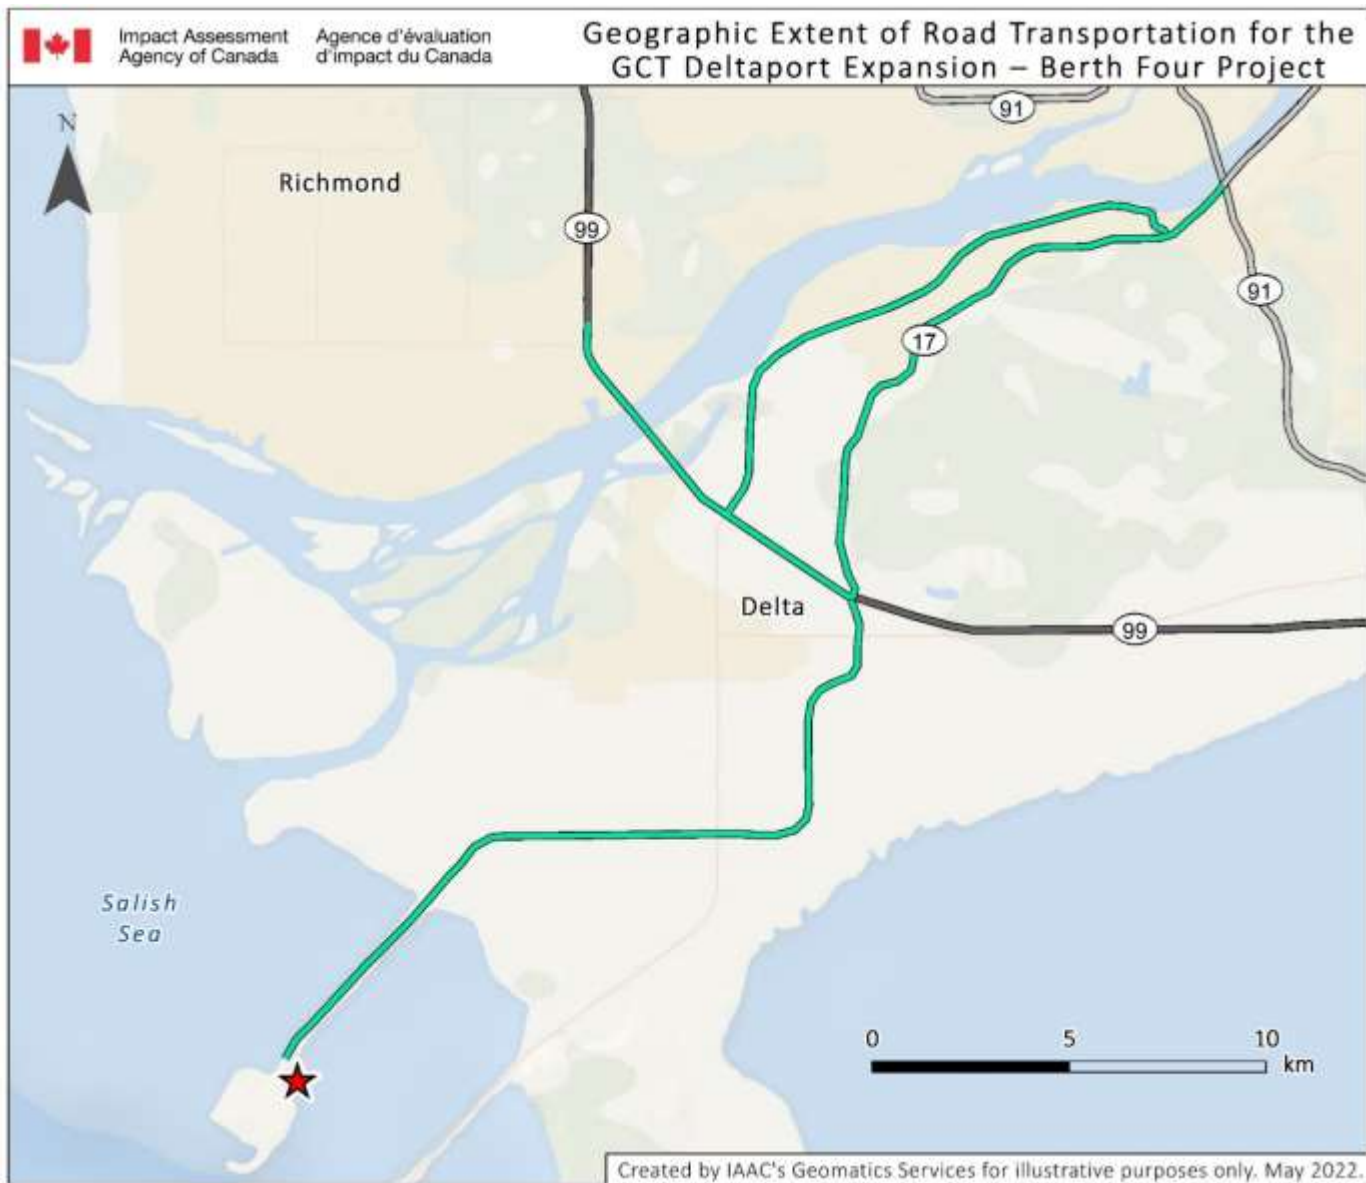 Impact Assessment
Agency of Canada
Agence d'évaluation
d'impact du Canada
Geographic Extent of Road Transportation for the
GCT Deltaport Expansion – Berth Four Project
N
91
Richmond
99
91
17
Delta
99
Salish
Sea
0 5 10
km
Created by IAAC's Geomatics Services for illustrative purposes only. May 2022.